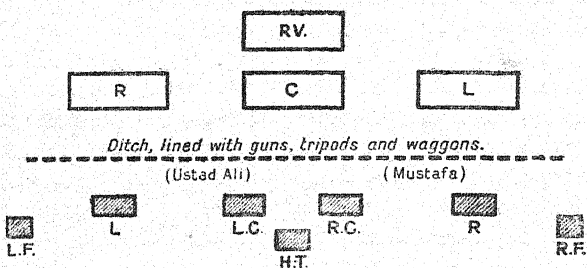 RV.
R C L
Ditch, lined with guns, tripods and waggons.
(Ustad Ali) (Mustafa)
L.F. L L.C. R.C. R R.F.
H.T.